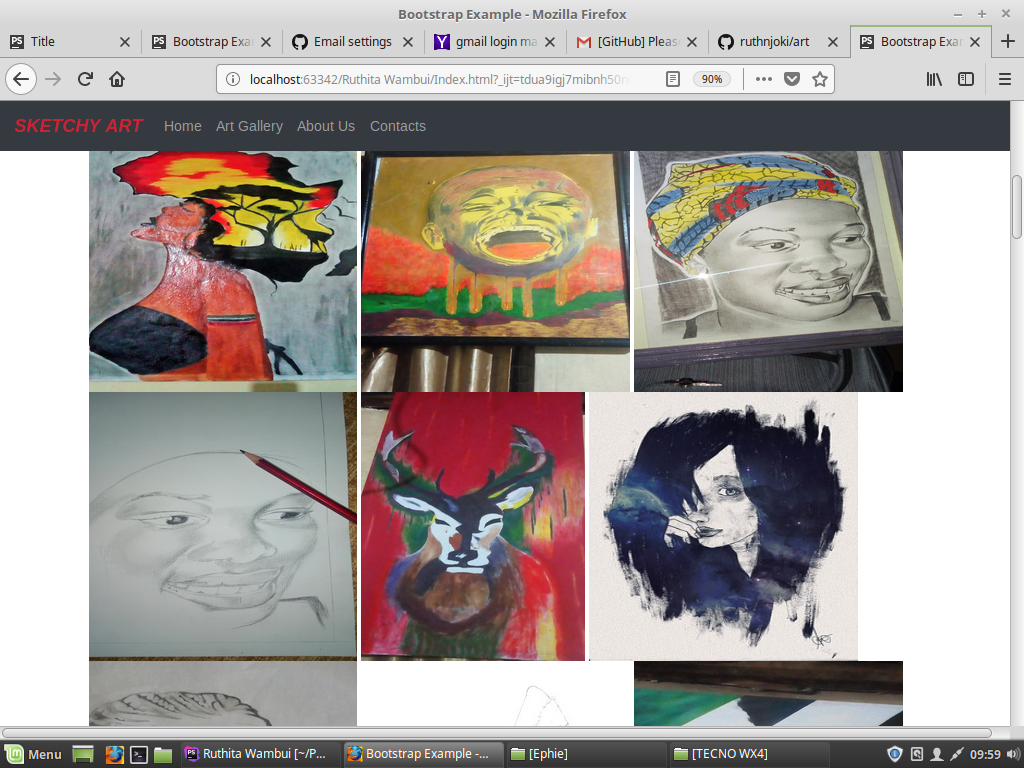 Bootstrap Example - Mozilla Firefox
Title
Bootstrap Exa
Email settings
gmail login ma
[GitHub] Pleas
ruthnjoki/art
Bootstrap Exam
localhost:63342/Ruthita Wambui/Index.html?_ijt=tdua9igj7mibnh50
90%
SKETCHY ART Home Art Gallery About Us Contacts
Menu
Ruthita Wambui [~/P...
Bootstrap Example -...
[Ephie]
[TECNO WX4]
09:59